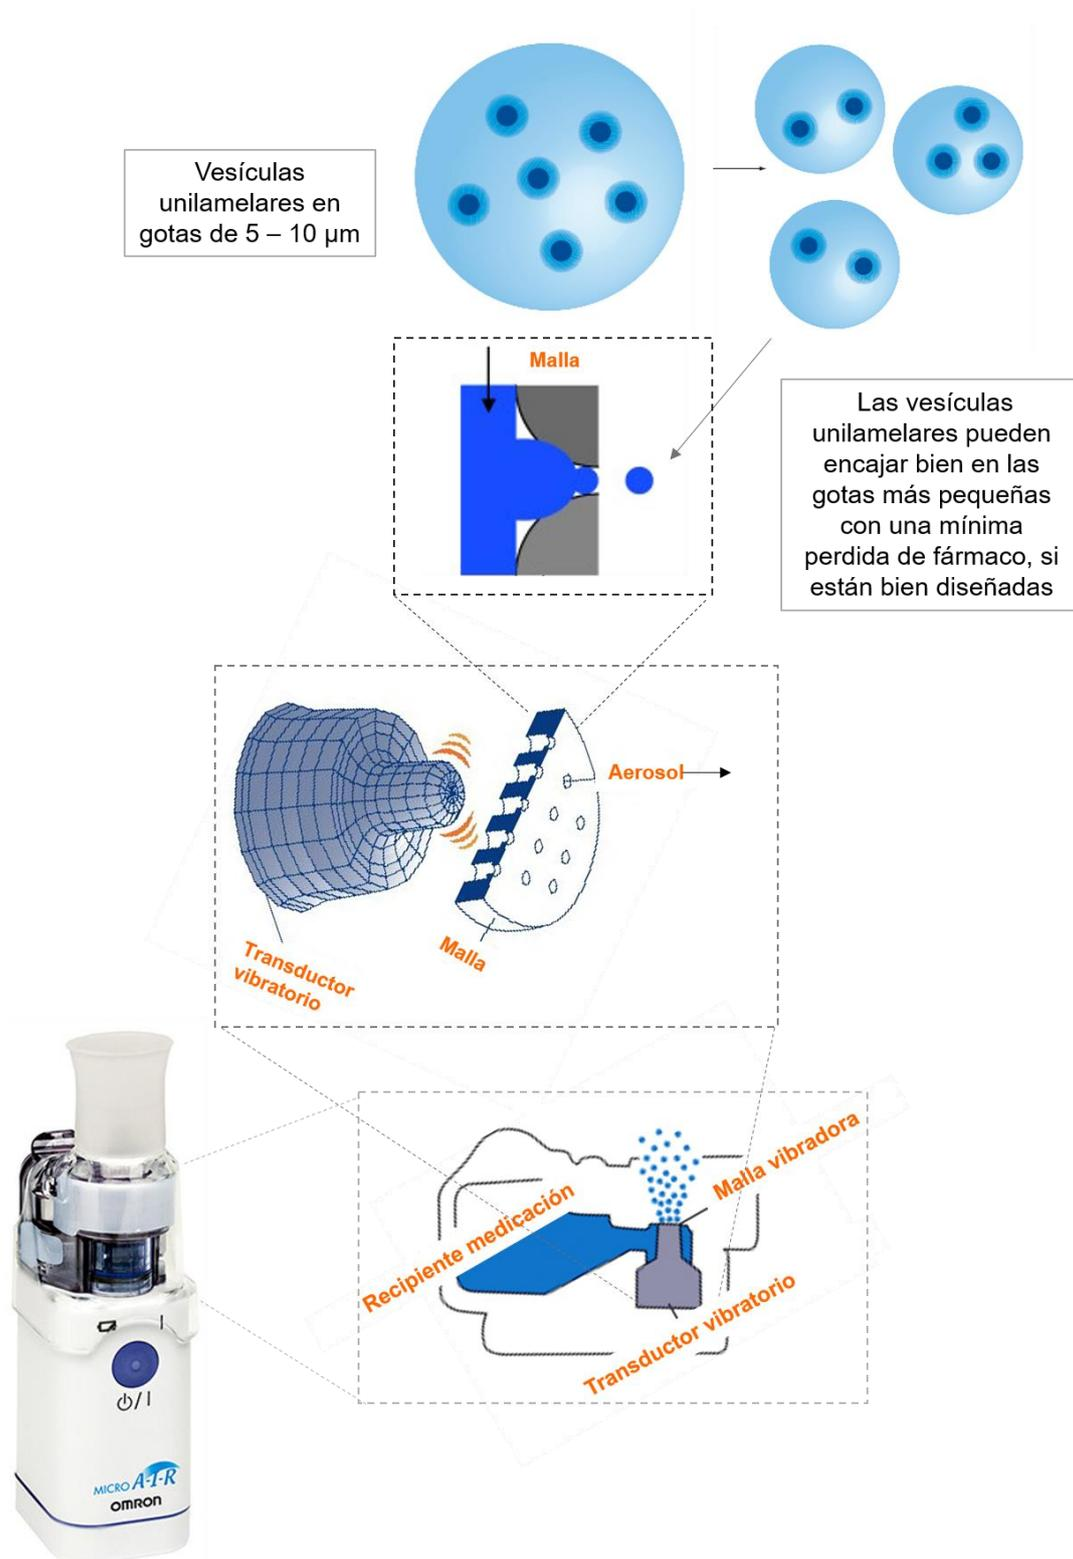 Vesículas
unilamelares en
gotas de 5 – 10 µm
Malla
Las vesículas
unilamelares pueden
encajar bien en las
gotas más pequeñas
con una mínima
perdida de fármaco, si
están bien diseñadas
Aerosol
Transductor
vibratorio
Malla
Malla vibradora
Recipiente medicación
Transductor vibratorio
MICRO A-I-R
OMRON